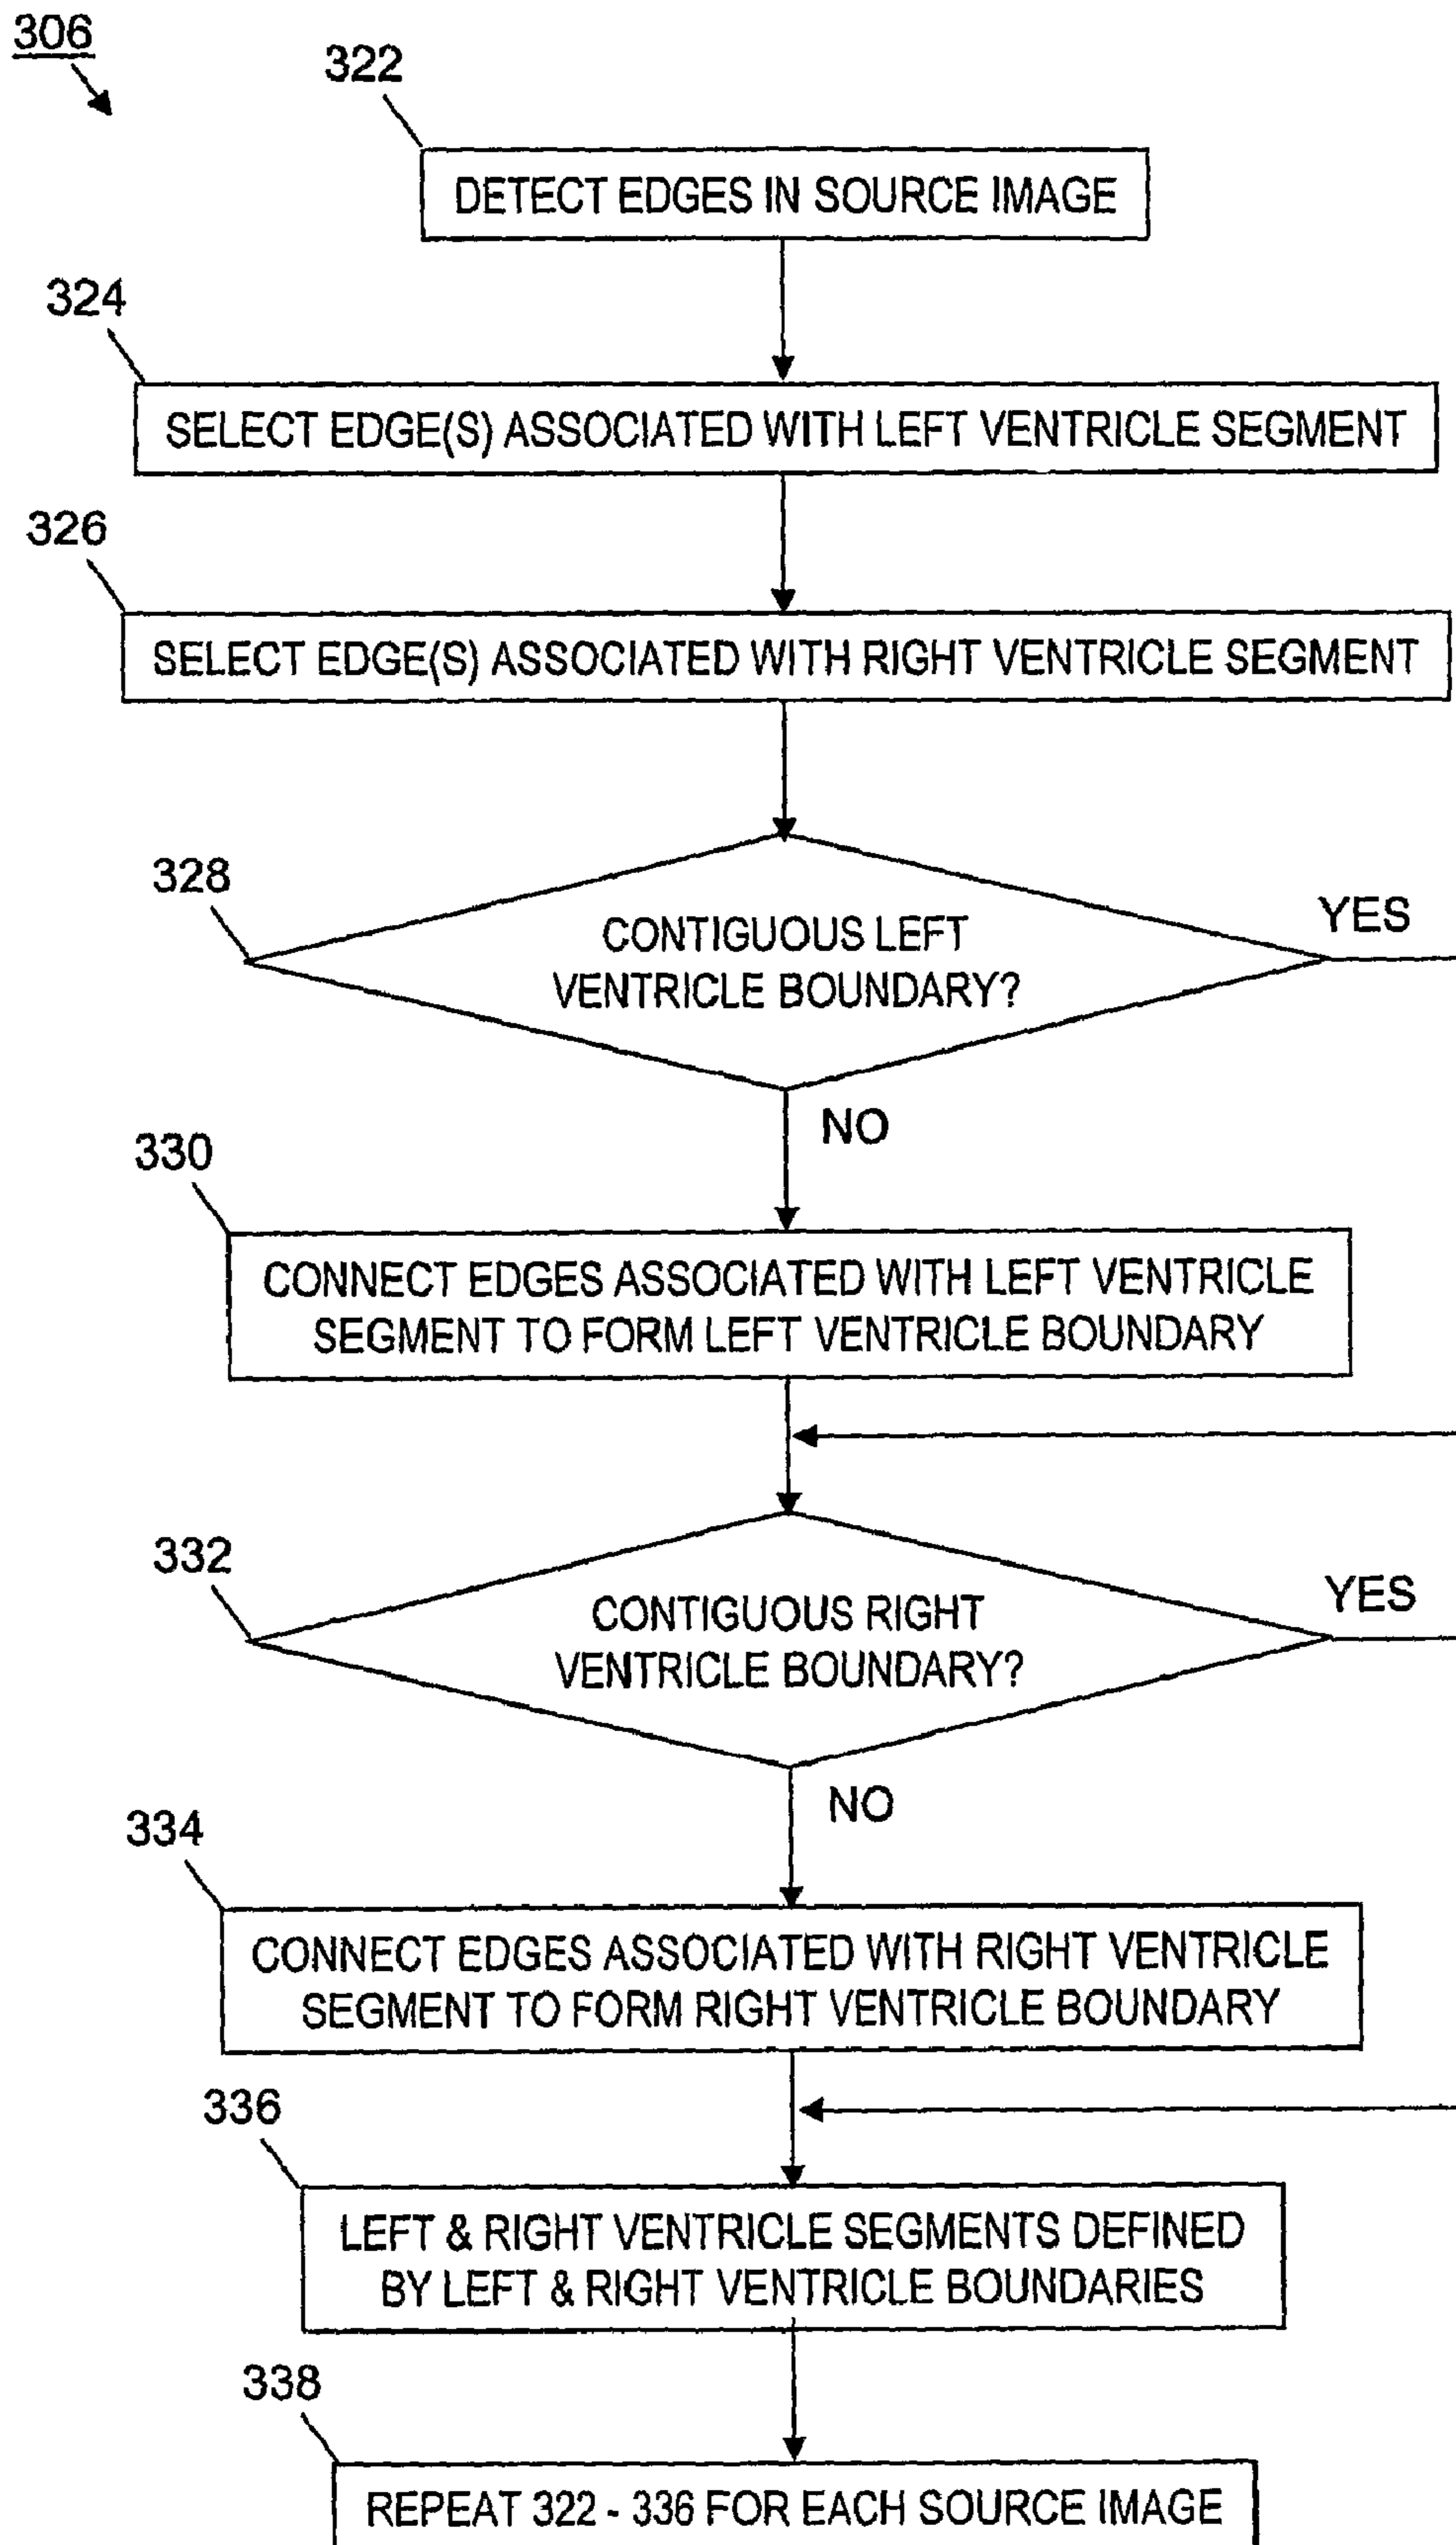 306
322
DETECT EDGES IN SOURCE IMAGE
324
SELECT EDGE(S) ASSOCIATED WITH LEFT VENTRICLE SEGMENT
326
SELECT EDGE(S) ASSOCIATED WITH RIGHT VENTRICLE SEGMENT
328
CONTIGUOUS LEFT
VENTRICLE BOUNDARY?
YES
NO
330
CONNECT EDGES ASSOCIATED WITH LEFT VENTRICLE
SEGMENT TO FORM LEFT VENTRICLE BOUNDARY
332
CONTIGUOUS RIGHT
VENTRICLE BOUNDARY?
YES
NO
334
CONNECT EDGES ASSOCIATED WITH RIGHT VENTRICLE
SEGMENT TO FORM RIGHT VENTRICLE BOUNDARY
336
LEFT & RIGHT VENTRICLE SEGMENTS DEFINED
BY LEFT & RIGHT VENTRICLE BOUNDARIES
338
REPEAT 322 - 336 FOR EACH SOURCE IMAGE